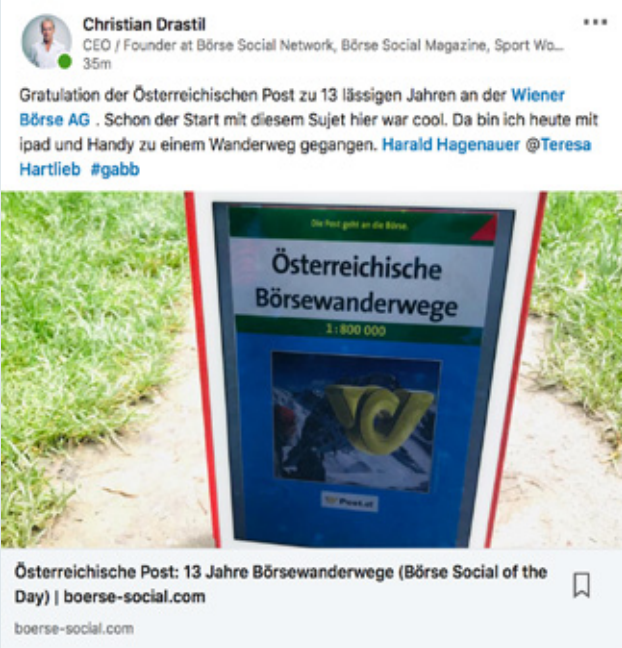 Christian Drastil
CEO / Founder at Börse Social Network, Börse Social Magazine, Sport Wo...
35m
Gratulation der Österreichischen Post zu 13 lässigen Jahren an der Wiener
Börse AG . Schon der Start mit diesem Sujet hier war cool. Da bin ich heute mit
ipad und Handy zu einem Wanderweg gegangen. Harald Hagenauer @Teresa
Hartlieb #gabb
Die Post geht an die Börse.
Österreichische
Börsewanderwege
1:800 000
Post.at
Österreichische Post: 13 Jahre Börsewanderwege (Börse Social of the
Day) | boerse-social.com
boerse-social.com